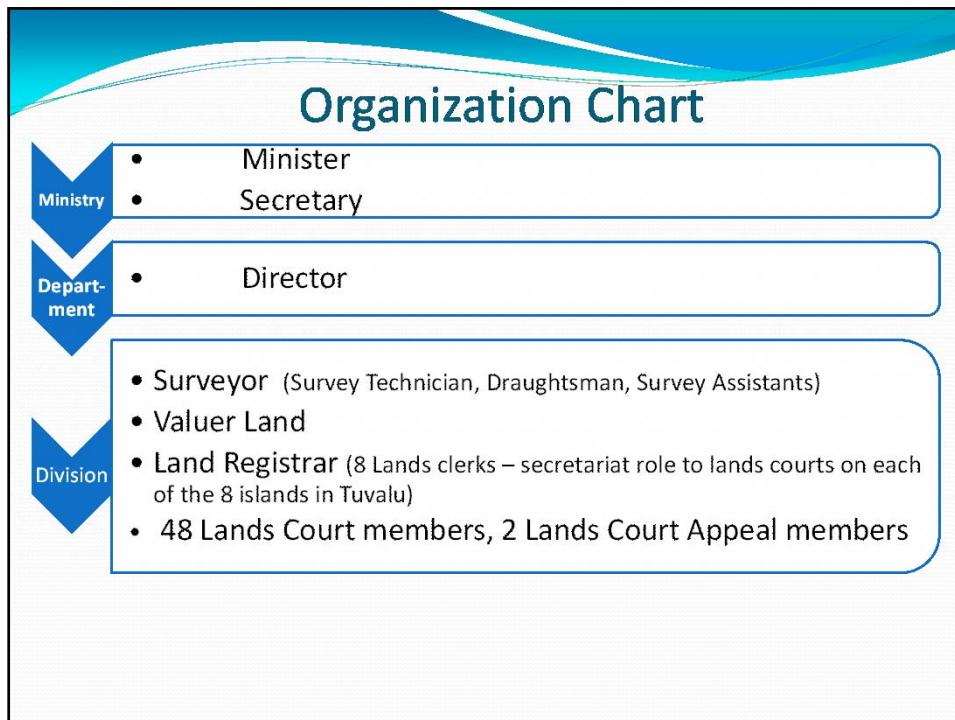 Organization Chart
Ministry
• Minister
• Secretary
Depart-
ment
• Director
Division
• Surveyor (Survey Technician, Draughtsman, Survey Assistants)
• Valuer Land
• Land Registrar (8 Lands clerks – secretariat role to lands courts on each
of the 8 islands in Tuvalu)
• 48 Lands Court members, 2 Lands Court Appeal members